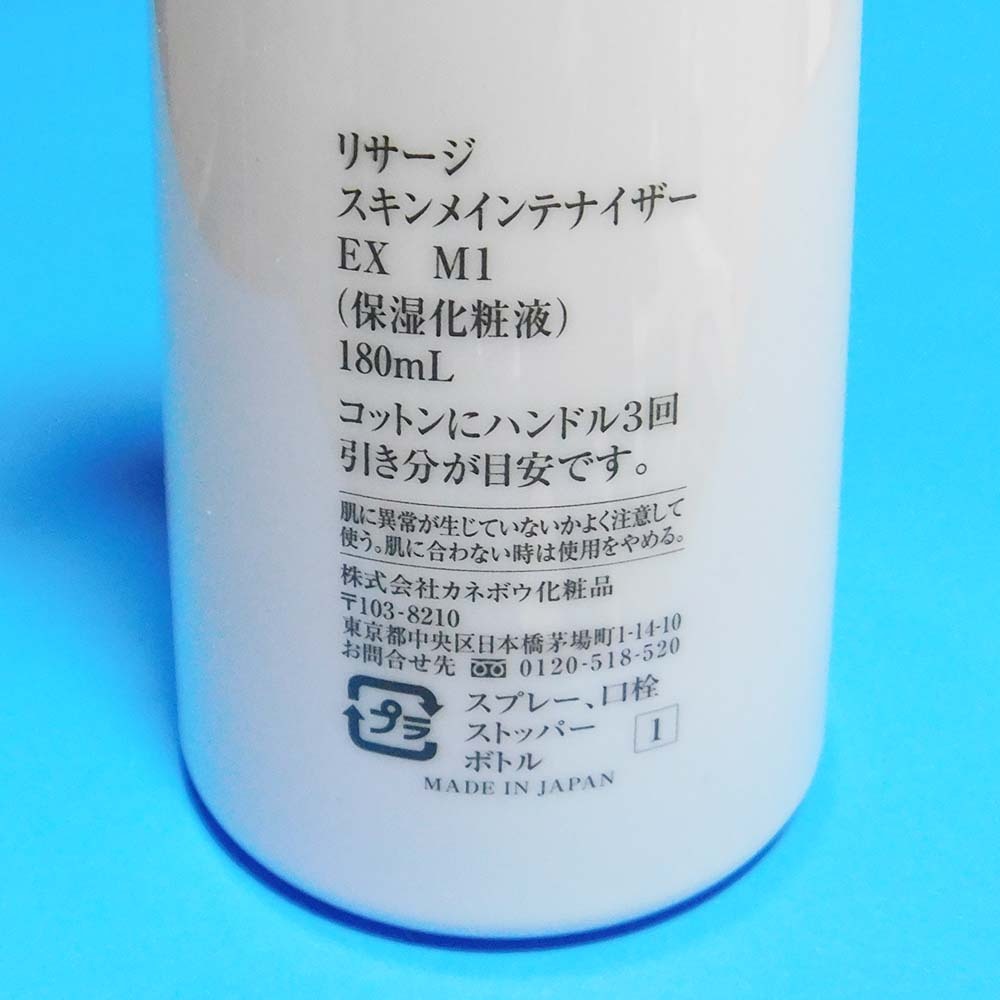 リサージ
スキンメインテナイザー
EX　M1
(保湿化粧液)
180mL
コットンにハンドル3回
引き分が目安です。
肌に異常が生じていないかよく注意して
使う。肌に合わない時は使用をやめる。
株式会社カネボウ化粧品
〒103-8210
東京都中央区日本橋茅場町1-14-10
お問合せ先 0120-518-520
プラ
スプレー、口栓
ストッパー
ボトル
1
MADE IN JAPAN